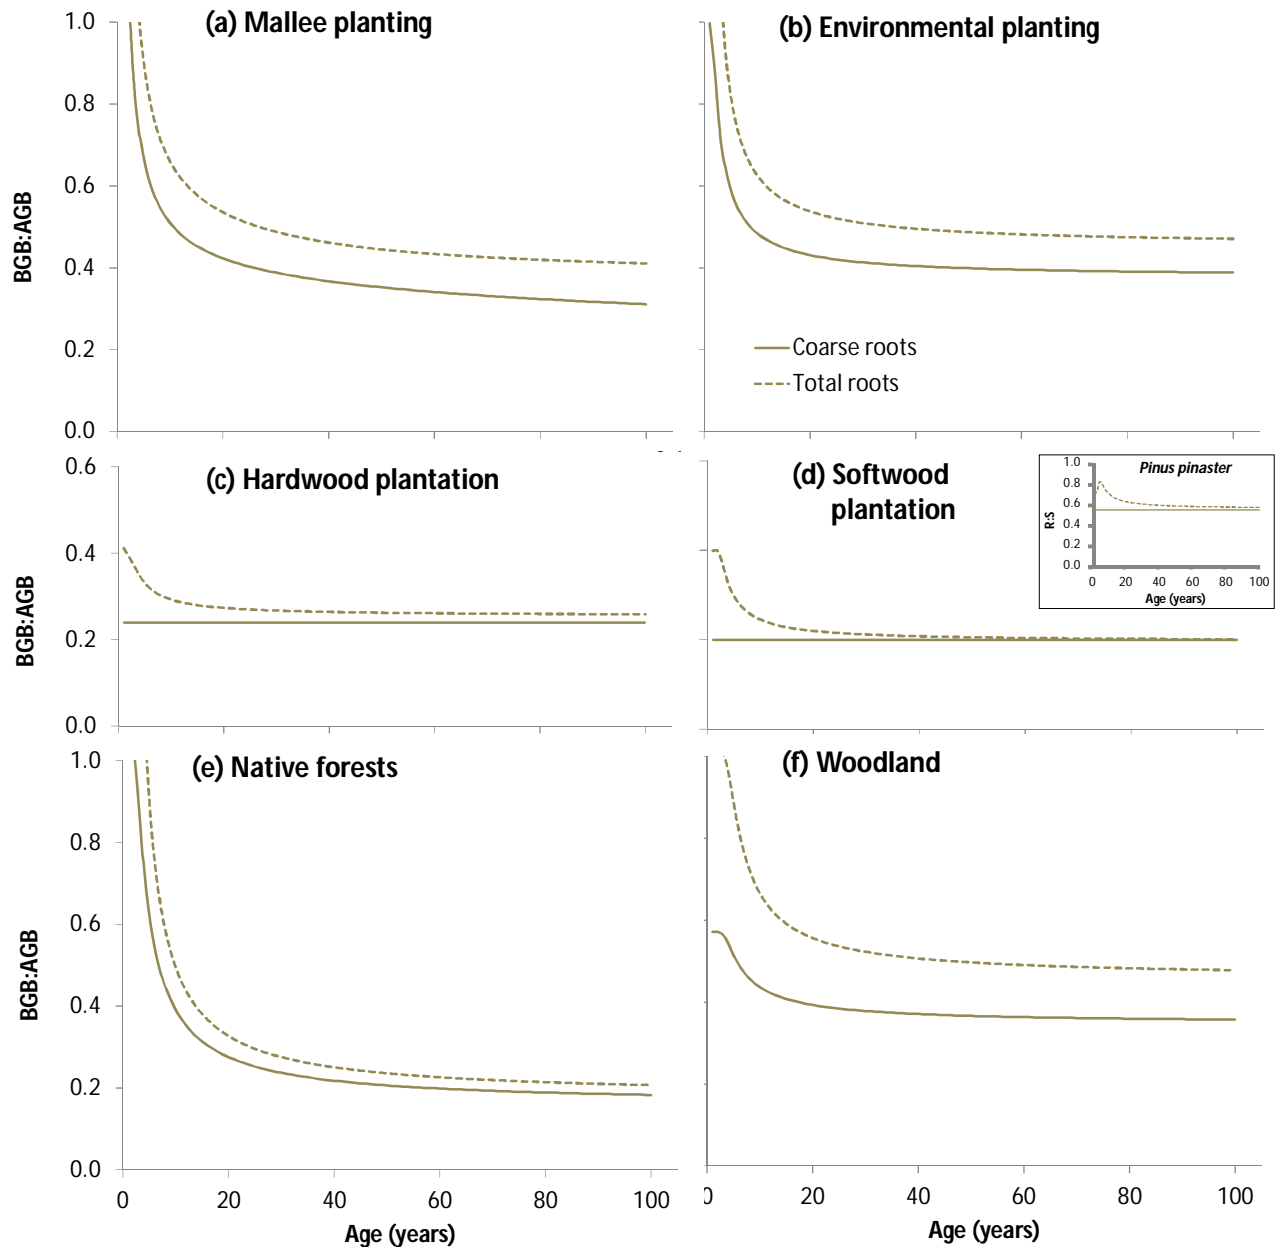 (a) Mallee planting
1.0
0.8
0.6
0.4
0.2
0.0
BGB:AGB
(b) Environmental planting
Coarse roots
Total roots
(c) Hardwood plantation
0.6
0.4
0.2
0.0
BGB:AGB
(d) Softwood
plantation
Pinus pinaster
1.0
0.8
0.6
0.4
0.2
0.0
R:S
0 20 40 60 80 100
Age (years)
(e) Native forests
1.0
0.8
0.6
0.4
0.2
0.0
BGB:AGB
0 20 40 60 80 100
Age (years)
(f) Woodland
0 20 40 60 80 100
Age (years)